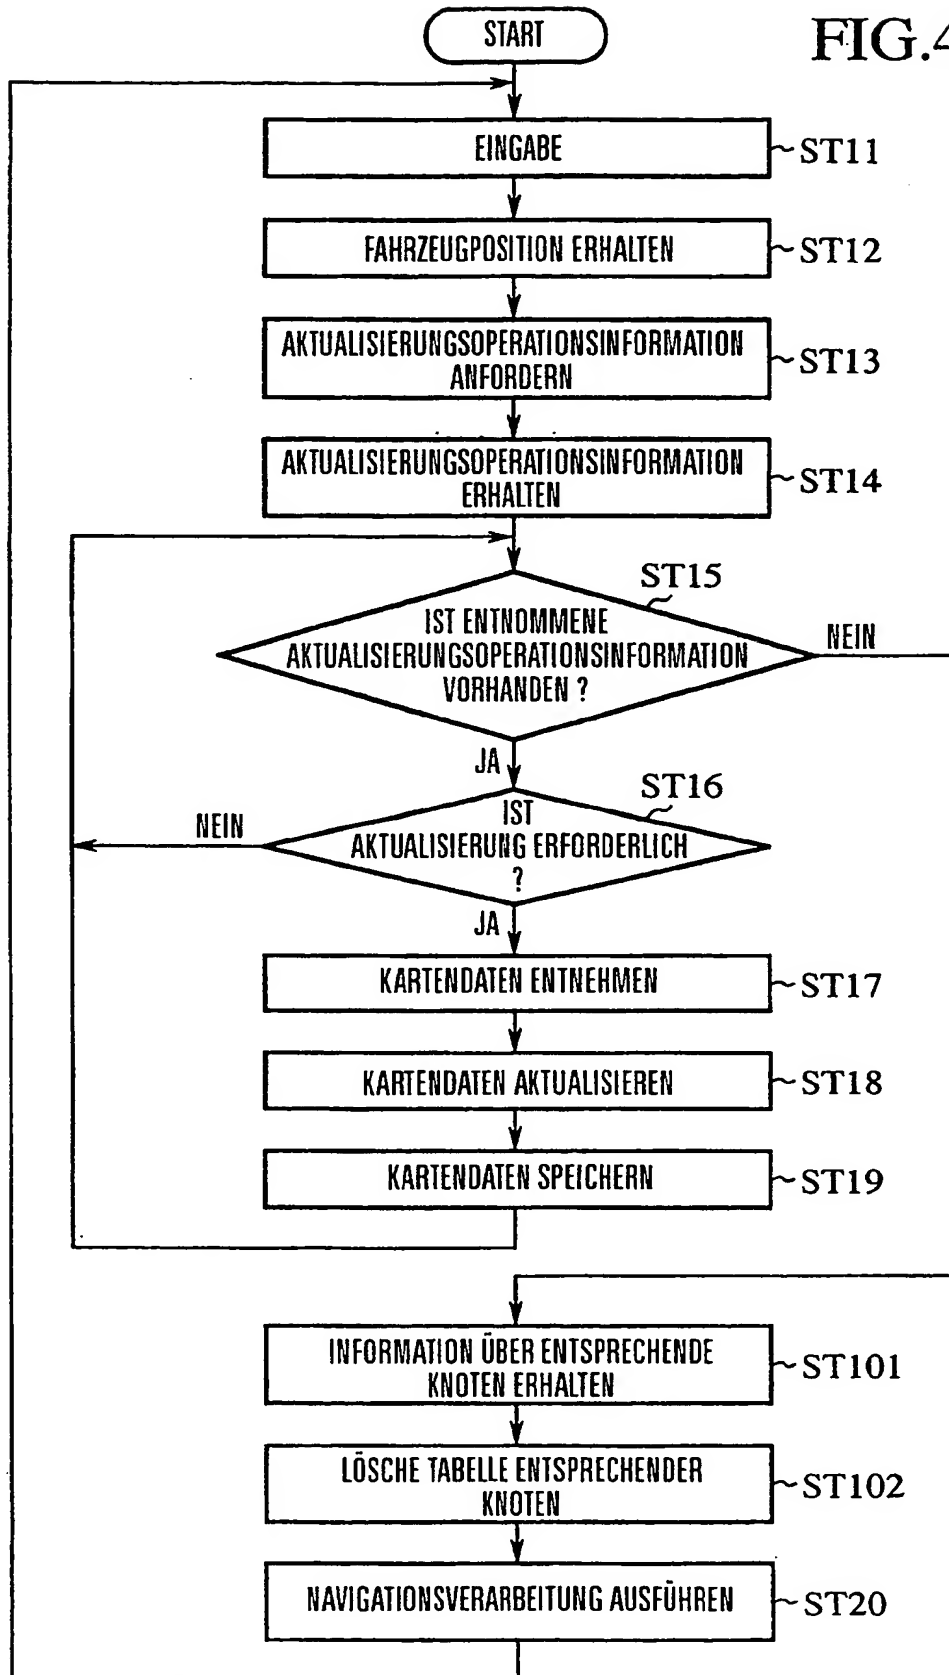 START
FIG.4
EINGABE
ST11
FAHRZEUGPOSITION ERHALTEN
ST12
AKTUALISIERUNGSOPERATIONSINFORMATION
ANFORDERN
ST13
AKTUALISIERUNGSOPERATIONSINFORMATION
ERHALTEN
ST14
ST15
IST ENTNOMMENE
AKTUALISIERUNGSOPERATIONSINFORMATION
VORHANDEN ?
NEIN
JA
ST16
IST
AKTUALISIERUNG ERFORDERLICH
?
NEIN
JA
KARTENDATEN ENTNEHMEN
ST17
KARTENDATEN AKTUALISIEREN
ST18
KARTENDATEN SPEICHERN
ST19
INFORMATION ÜBER ENTSPRECHENDE
KNOTEN ERHALTEN
ST101
LÖSCHE TABELLE ENTSPRECHENDER
KNOTEN
ST102
NAVIGATIONSVERARBEITUNG AUSFÜHREN
ST20